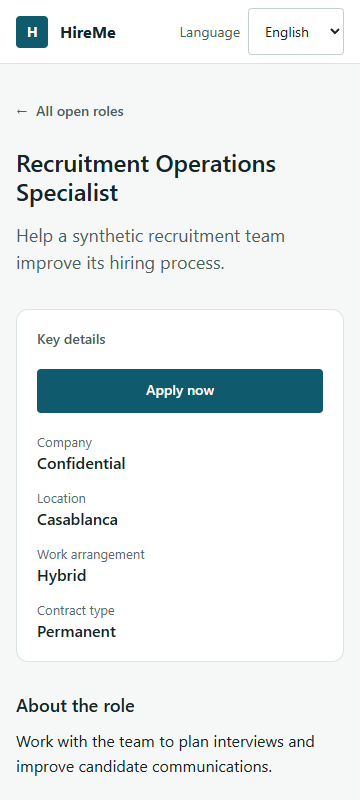 H HireMe Language English
← All open roles
Recruitment Operations
Specialist
Help a synthetic recruitment team
improve its hiring process.
Key details
Apply now
Company
Confidential
Location
Casablanca
Work arrangement
Hybrid
Contract type
Permanent
About the role
Work with the team to plan interviews and
improve candidate communications.